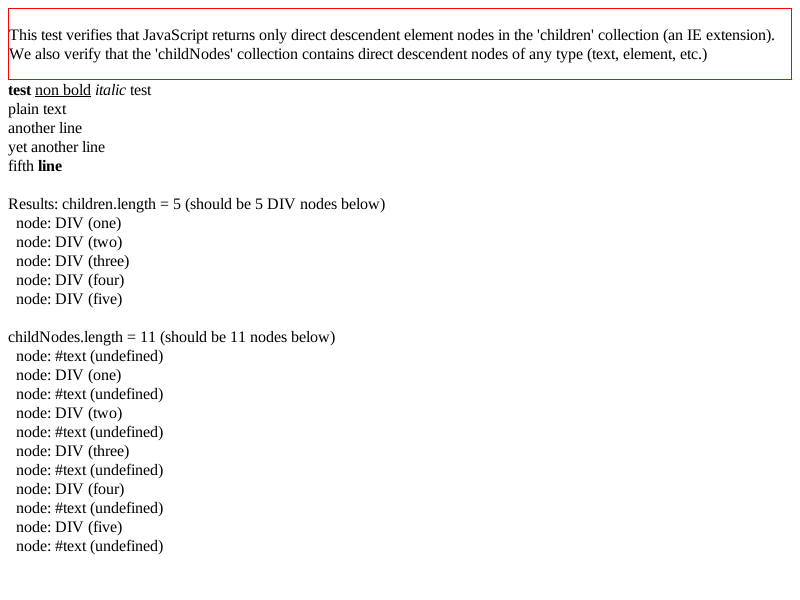 This test verifies that JavaScript returns only direct descendent element nodes in the 'children' collection (an IE extension).
We also verify that the 'childNodes' collection contains direct descendent nodes of any type (text, element, etc.)
test non bold italic test
plain text
another line
yet another line
fifth line
Results: children.length = 5 (should be 5 DIV nodes below)
node: DIV (one)
node: DIV (two)
node: DIV (three)
node: DIV (four)
node: DIV (five)
childNodes.length = 11 (should be 11 nodes below)
node: #text (undefined)
node: DIV (one)
node: #text (undefined)
node: DIV (two)
node: #text (undefined)
node: DIV (three)
node: #text (undefined)
node: DIV (four)
node: #text (undefined)
node: DIV (five)
node: #text (undefined)